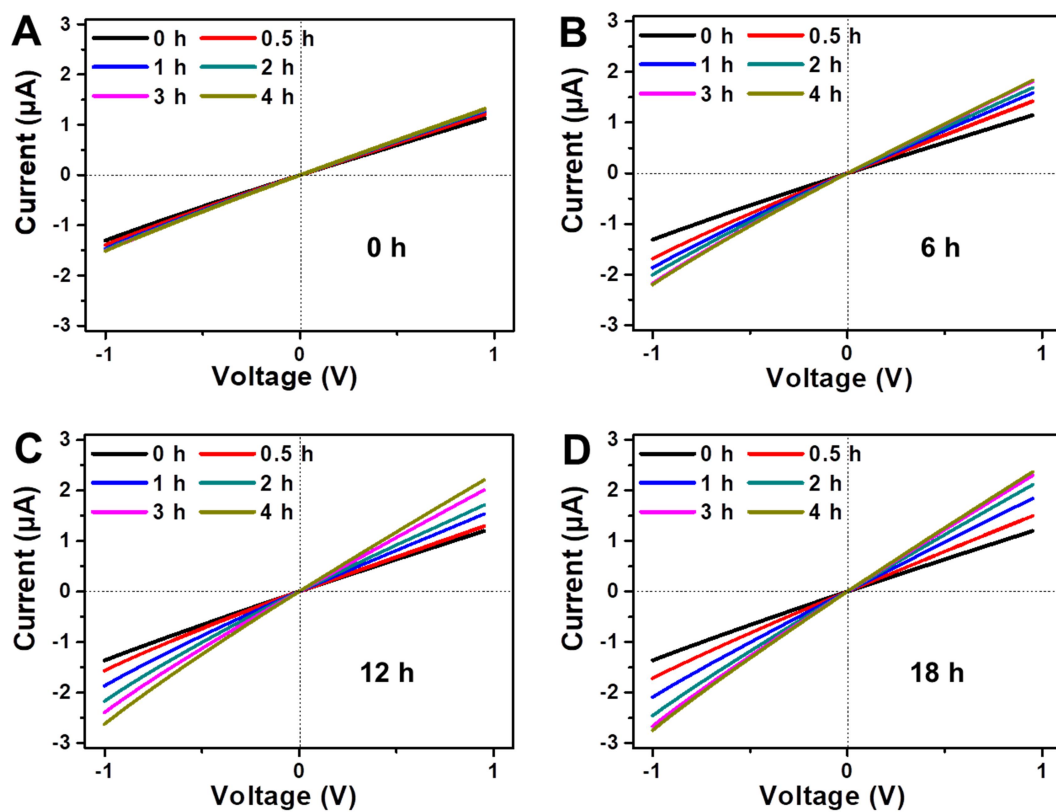 A
3
0 h 0.5 h
2
1 h 2 h
1
3 h 4 h
0
-1
0 h
-2
-3
-1 0 1
Current (µA)
Voltage (V)
B
3
0 h 0.5 h
2
1 h 2 h
1
3 h 4 h
0
-1
6 h
-2
-3
-1 0 1
Current (µA)
Voltage (V)
C
3
0 h 0.5 h
2
1 h 2 h
1
3 h 4 h
0
-1
12 h
-2
-3
-1 0 1
Current (µA)
Voltage (V)
D
3
0 h 0.5 h
2
1 h 2 h
1
3 h 4 h
0
-1
18 h
-2
-3
-1 0 1
Current (µA)
Voltage (V)